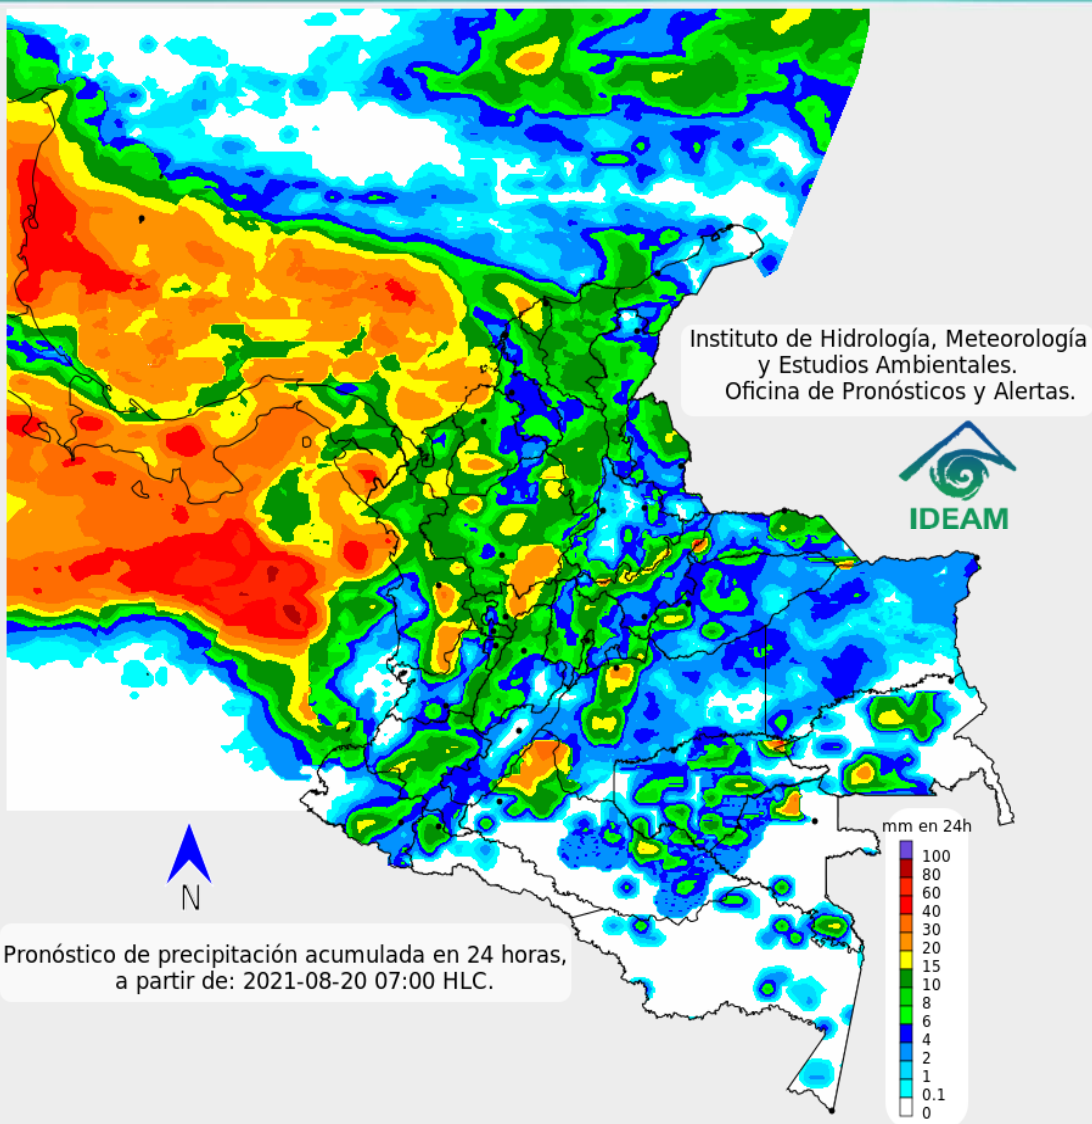 Instituto de Hidrología, Meteorología
y Estudios Ambientales.
Oficina de Pronósticos y Alertas.
IDEAM
mm en 24h
100
80
60
40
30
20
15
10
8
6
4
2
1
0.1
0
N
Pronóstico de precipitación acumulada en 24 horas,
a partir de: 2021-08-20 07:00 HLC.